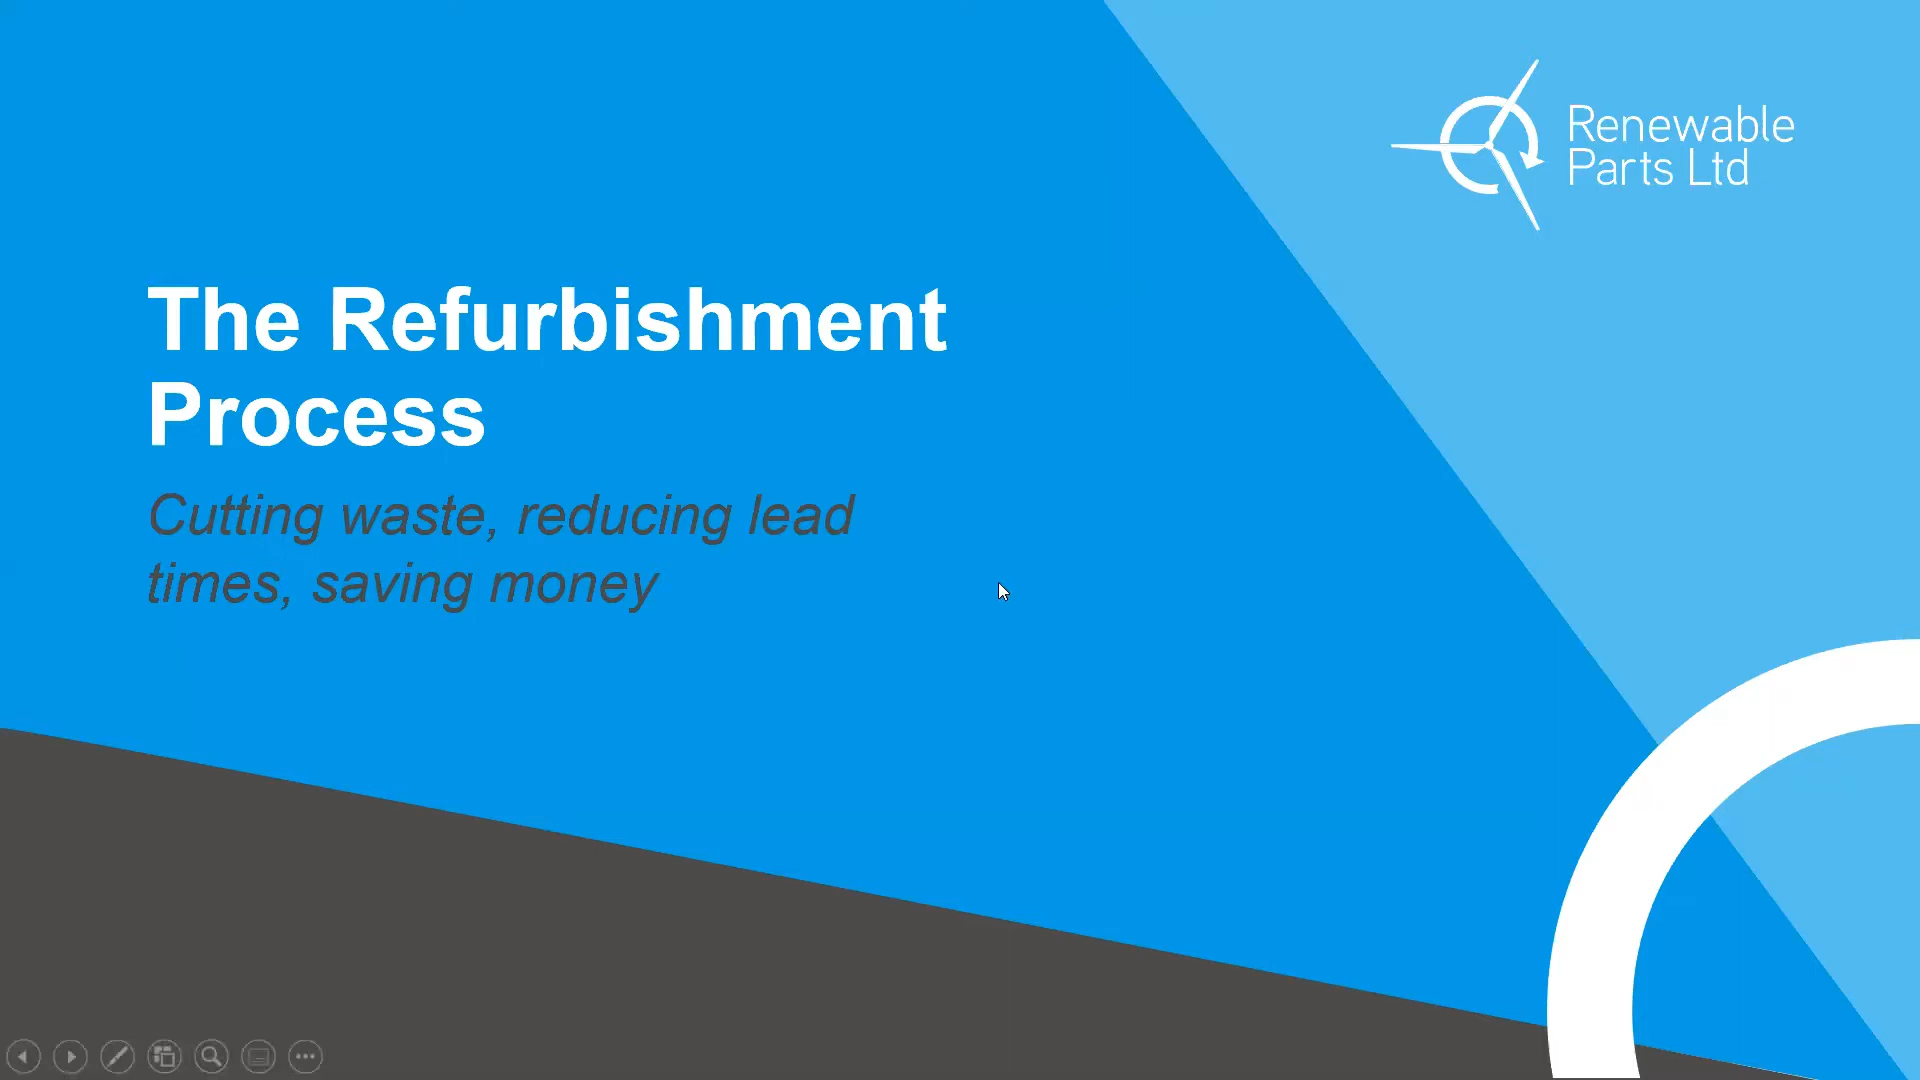 Renewable
Parts Ltd
The Refurbishment
Process
Cutting waste, reducing lead
times, saving money